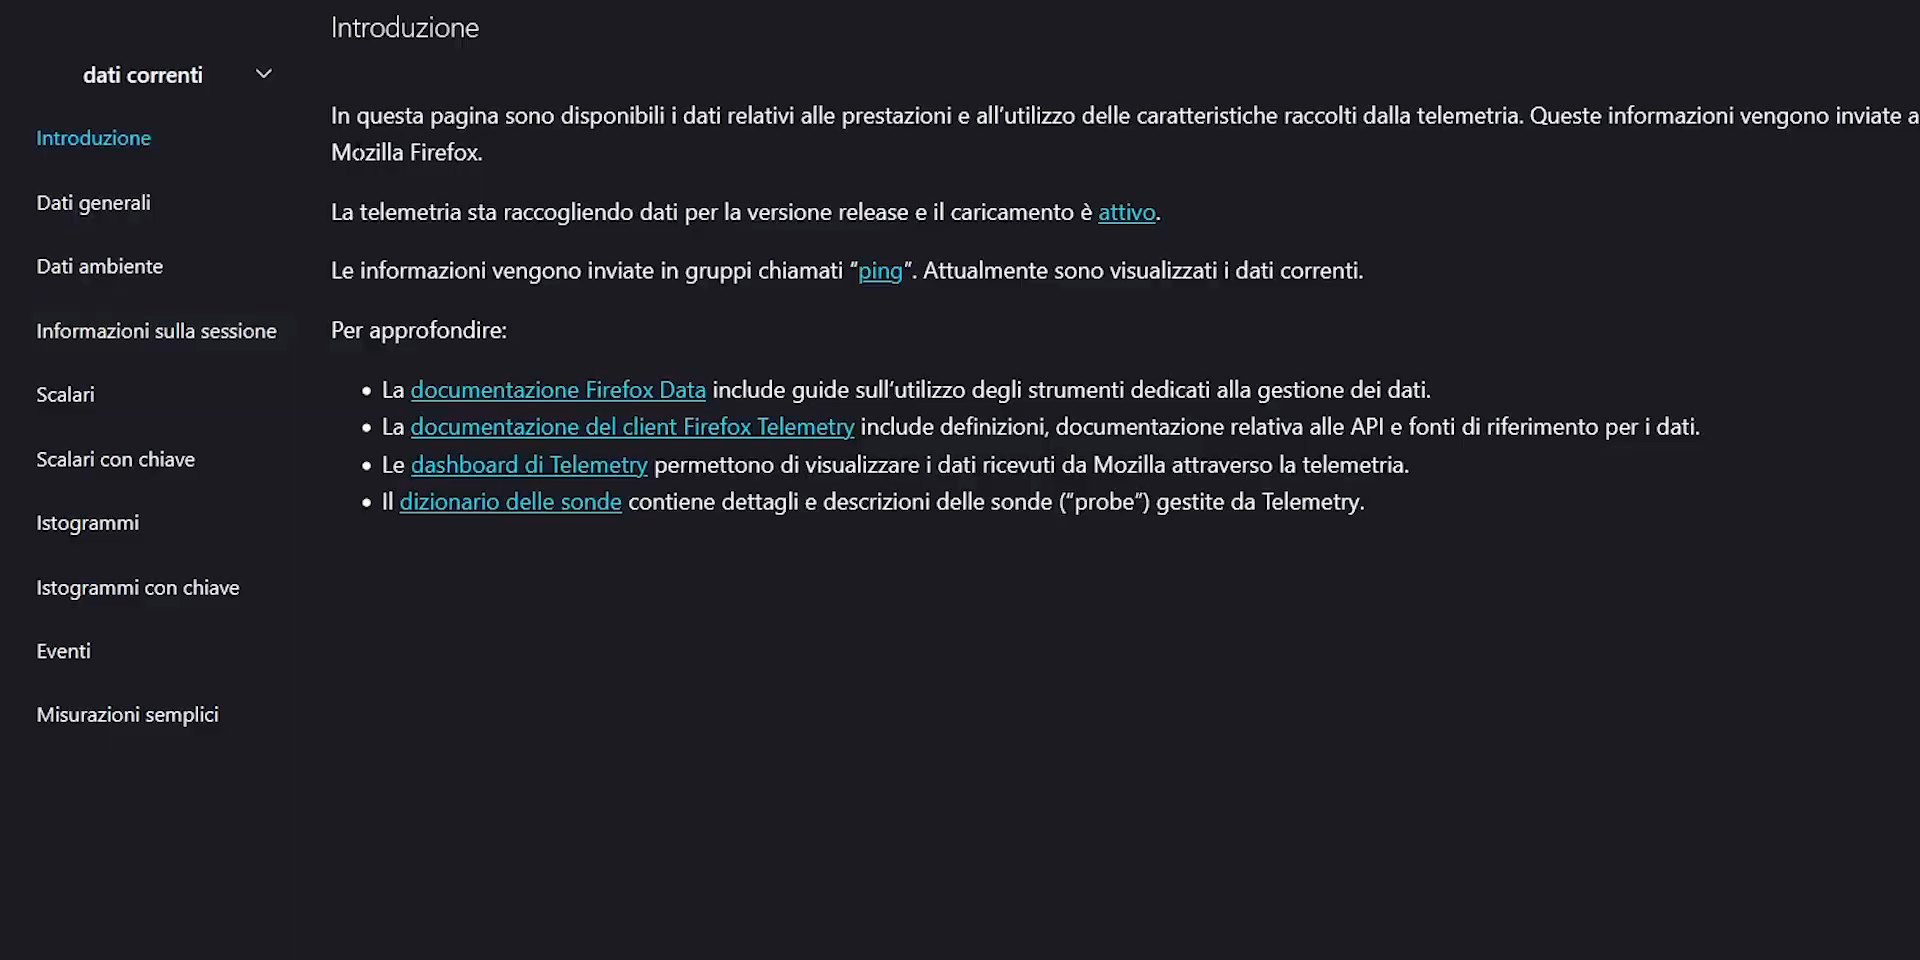 Introduzione
dati correnti
Introduzione
Dati generali
Dati ambiente
Informazioni sulla sessione
Scalari
Scalari con chiave
Istogrammi
Istogrammi con chiave
Eventi
Misurazioni semplici
In questa pagina sono disponibili i dati relativi alle prestazioni e all’utilizzo delle caratteristiche raccolti dalla telemetria. Queste informazioni vengono inviate a
Mozilla Firefox.
La telemetria sta raccogliendo dati per la versione release e il caricamento è attivo.
Le informazioni vengono inviate in gruppi chiamati “ping”. Attualmente sono visualizzati i dati correnti.
Per approfondire:
• La documentazione Firefox Data include guide sull’utilizzo degli strumenti dedicati alla gestione dei dati.
• La documentazione del client Firefox Telemetry include definizioni, documentazione relativa alle API e fonti di riferimento per i dati.
• Le dashboard di Telemetry permettono di visualizzare i dati ricevuti da Mozilla attraverso la telemetria.
• Il dizionario delle sonde contiene dettagli e descrizioni delle sonde (“probe”) gestite da Telemetry.